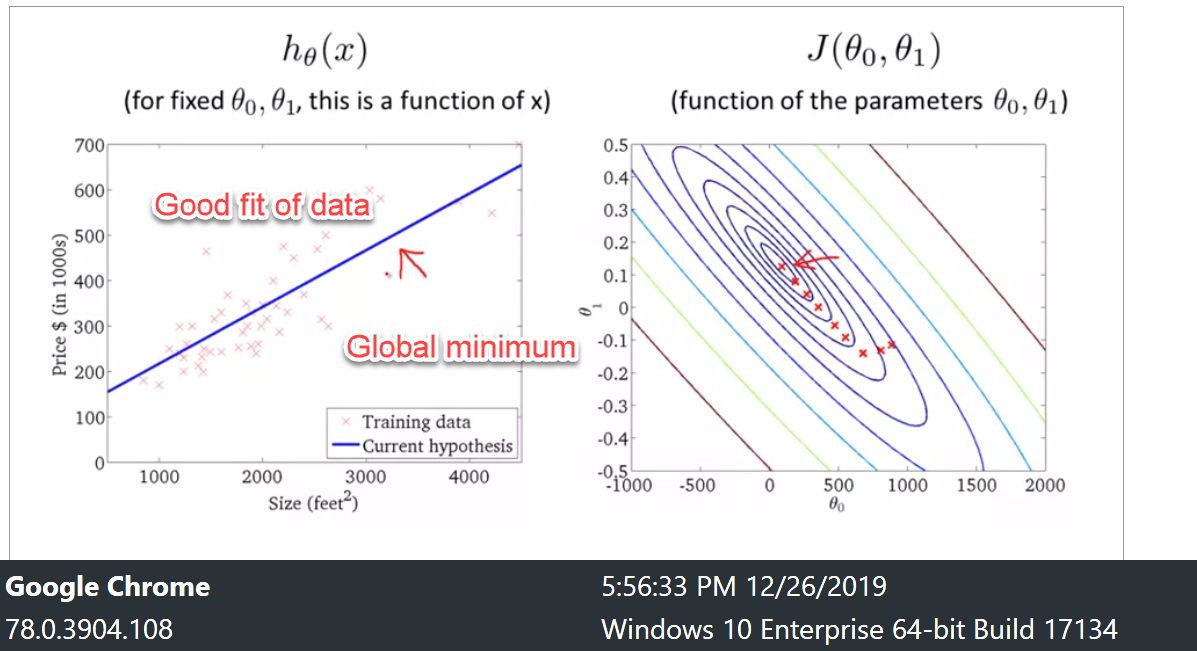 hθ(x)
(for fixed θ0, θ1, this is a function of x)
700
600
500
400
300
200
100
0
Price $ (in 1000s)
Good fit of data
Global minimum
Training data
Current hypothesis
1000 2000 3000 4000
Size (feet²)
J(θ0, θ1)
(function of the parameters θ0, θ1)
0.5
0.4
0.3
0.2
0.1
0
-0.1
-0.2
-0.3
-0.4
-0.5
θ1
-1000 -500 0 500 1000 1500 2000
θ0
Google Chrome
5:56:33 PM 12/26/2019
78.0.3904.108
Windows 10 Enterprise 64-bit Build 17134